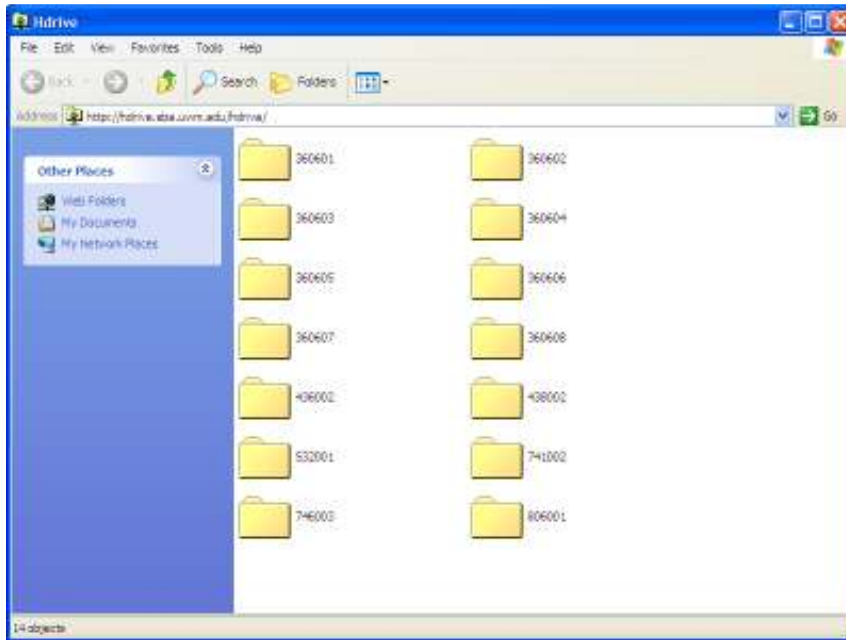 Hdrive
File Edit View Favorites Tools Help
Back Search Folders
Address http://hdrive.sba.uwm.edu/hdrive/ Go
Other Places
Web Folders
My Documents
My Network Places
360601 360602
360603 360604
360605 360606
360607 360608
436002 438002
532001 741002
746003 806001
14 objects